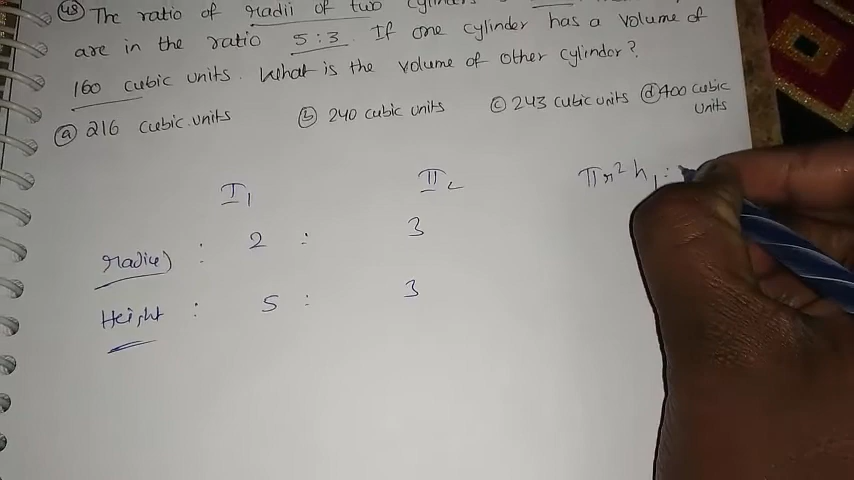 48 The ratio of radii of two
are in the ratio 5:3. If one cylinder has a volume of
160 cubic units. What is the volume of other cylindor?
(a) 216 cubic units (b) 240 cubic units (c) 243 cubic units (d) 400 cubic units
I1 II2
radius : 2 : 3
Height : 5 : 3
πr²h1 :